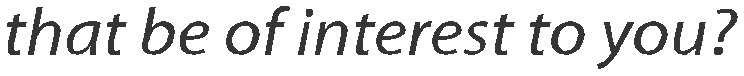 that be of interest to you?